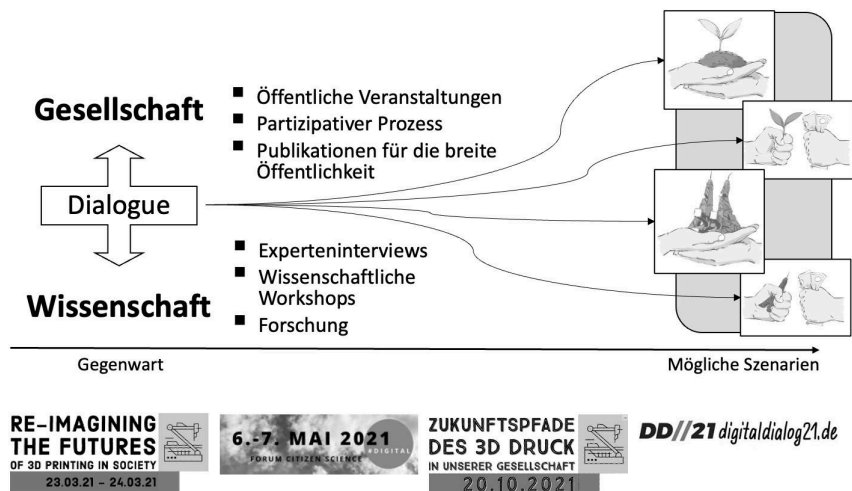 Gesellschaft
Dialogue
Wissenschaft
■ Öffentliche Veranstaltungen
■ Partizipativer Prozess
■ Publikationen für die breite
Öffentlichkeit
■ Experteninterviews
■ Wissenschaftliche
Workshops
■ Forschung
Gegenwart
Mögliche Szenarien
RE-IMAGINING
THE FUTURES
OF 3D PRINTING IN SOCIETY
23.03.21 – 24.03.21
6.-7. MAI 2021
FORUM CITIZEN SCIENCE
#DIGITAL
ZUKUNFTSPFADE
DES 3D DRUCK
IN UNSERER GESELLSCHAFT
20.10.2021
DD//21 digitaldialog21.de